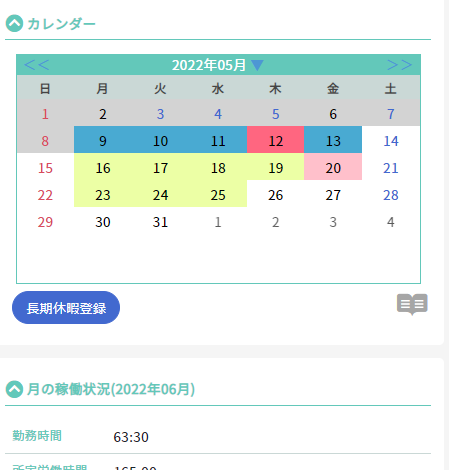 カレンダー
<< 2022年05月 ▼ >>
日 月 火 水 木 金 土
1 2 3 4 5 6 7
8 9 10 11 12 13 14
15 16 17 18 19 20 21
22 23 24 25 26 27 28
29 30 31 1 2 3 4
長期休暇登録
月の稼働状況(2022年06月)
勤務時間 63:30